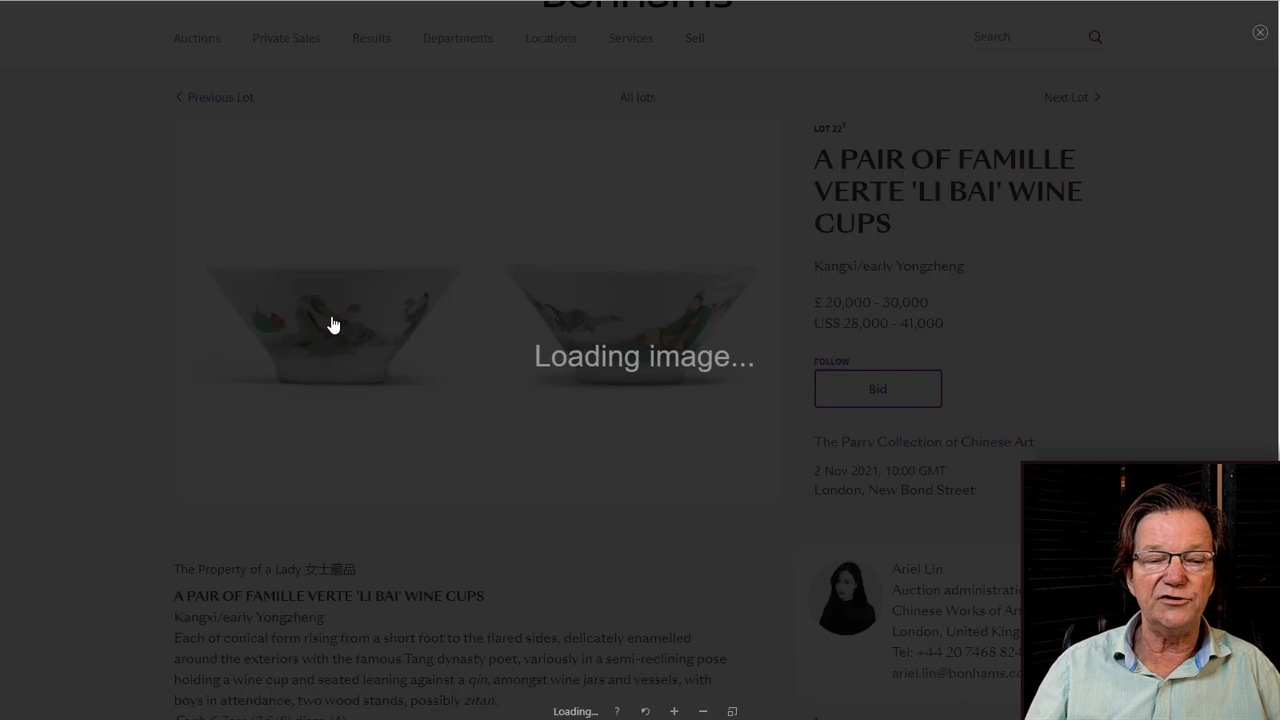 Bonhams
Auctions Private Sales Results Departments Locations Services Sell Search
Previous Lot All lots Next Lot
LOT 22Y
A PAIR OF FAMILLE
VERTE 'LI BAI' WINE
CUPS
Kangxi/early Yongzheng
£ 20,000 - 30,000
US$ 28,000 - 41,000
Loading image...
FOLLOW
Bid
The Parry Collection of Chinese Art
2 Nov 2021, 10:00 GMT
London, New Bond Street
The Property of a Lady 女士藏品
A PAIR OF FAMILLE VERTE 'LI BAI' WINE CUPS
Kangxi/early Yongzheng
Each of conical form rising from a short foot to the flared sides, delicately enamelled
around the exteriors with the famous Tang dynasty poet, variously in a semi-reclining pose
holding a wine cup and seated leaning against a qin, amongst wine jars and vessels, with
boys in attendance, two wood stands, possibly zitan.
Ariel Lin
Auction administrati
Chinese Works of Ar
London, United King
Tel: +44 20 7468 82
ariel.lin@bonhams.co
Loading... ?